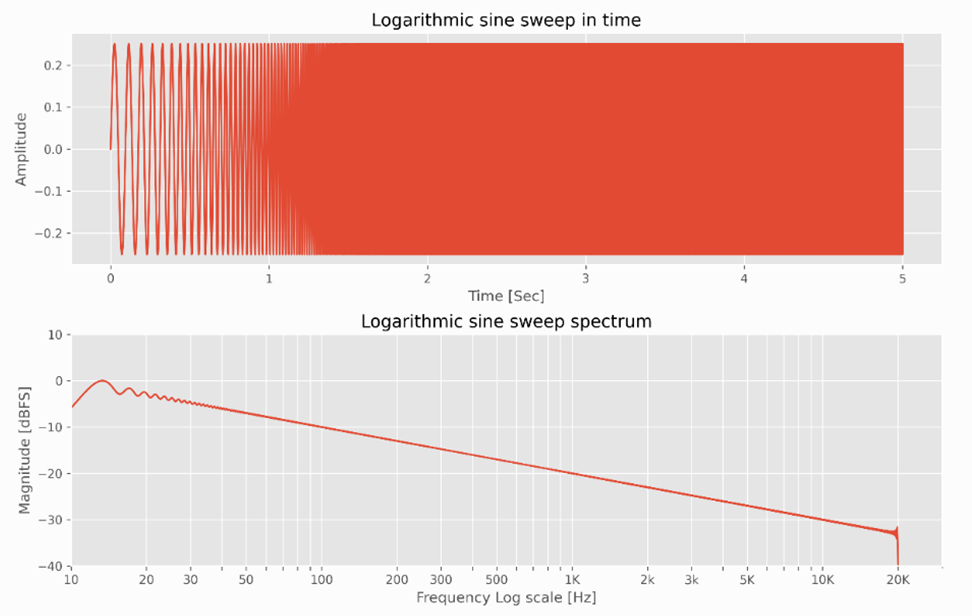 Logarithmic sine sweep in time
Amplitude
0.2
0.1
0.0
−0.1
−0.2
0 1 2 3 4 5
Time [Sec]
Logarithmic sine sweep spectrum
Magnitude [dBFS]
10
0
−10
−20
−30
−40
10 20 30 50 100 200 300 500 1K 2k 3k 5K 10K 20K
Frequency Log scale [Hz]